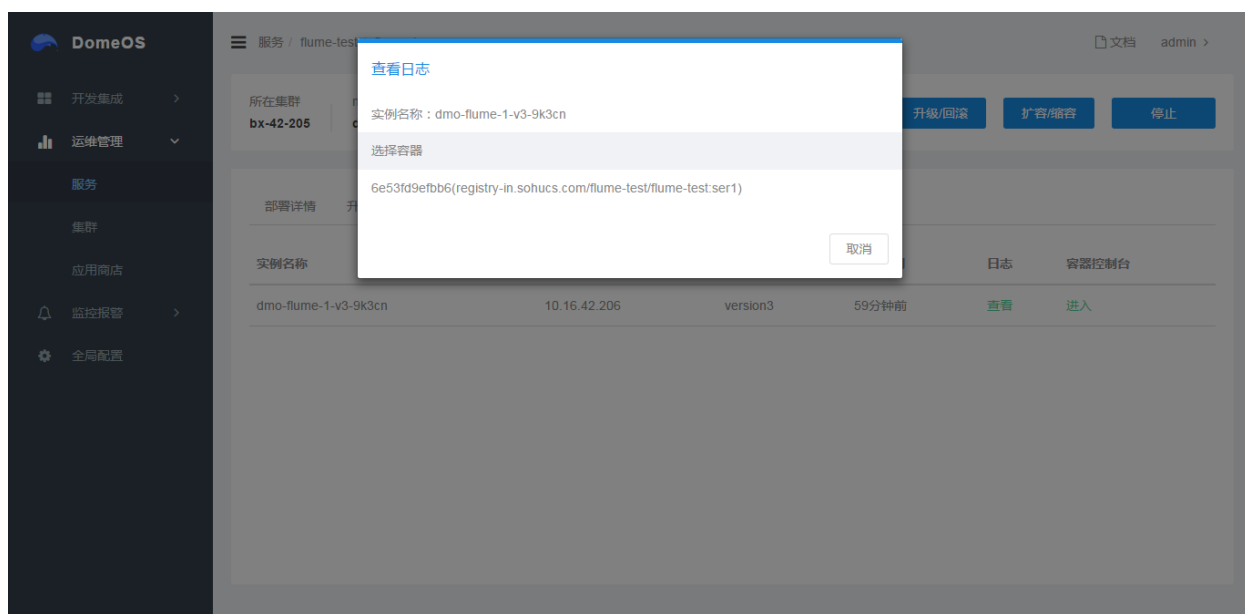 DomeOS
服务 / flume-test
文档 admin >
开发集成
运维管理
服务
集群
应用商店
监控报警
全局配置
所在集群
bx-42-205
升级/回滚 扩容/缩容 停止
查看日志
实例名称：dmo-flume-1-v3-9k3cn
选择容器
6e53fd9efbb6(registry-in.sohucs.com/flume-test/flume-test:ser1)
取消
部署详情 升
实例名称 日志 容器控制台
dmo-flume-1-v3-9k3cn 10.16.42.206 version3 59分钟前 查看 进入